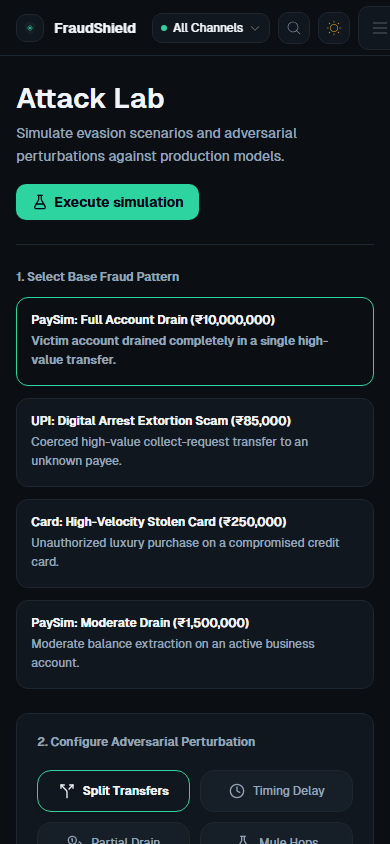 FraudShield
All Channels
Attack Lab
Simulate evasion scenarios and adversarial
perturbations against production models.
Execute simulation
1. Select Base Fraud Pattern
PaySim: Full Account Drain (₹10,000,000)
Victim account drained completely in a single high-
value transfer.
UPI: Digital Arrest Extortion Scam (₹85,000)
Coerced high-value collect-request transfer to an
unknown payee.
Card: High-Velocity Stolen Card (₹250,000)
Unauthorized luxury purchase on a compromised credit
card.
PaySim: Moderate Drain (₹1,500,000)
Moderate balance extraction on an active business
account.
2. Configure Adversarial Perturbation
Split Transfers
Timing Delay
Partial Drain
Mule Hops